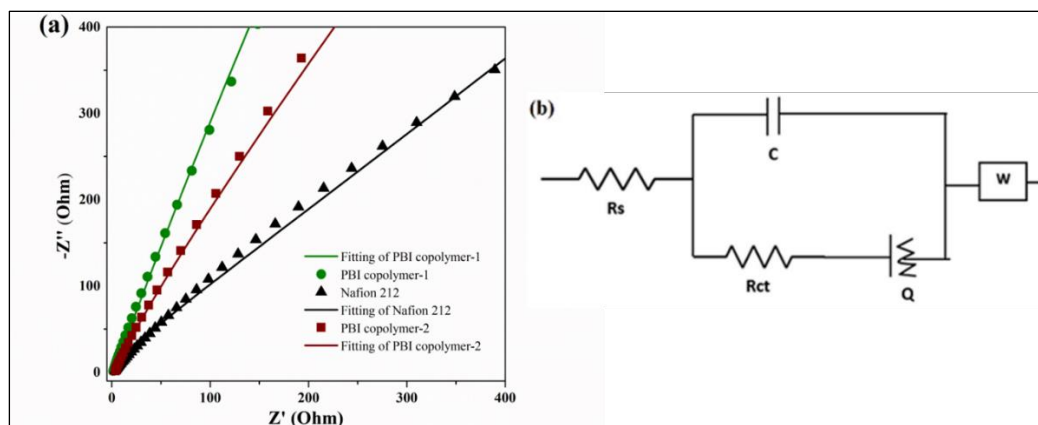 (a)
400
300
200
100
0
-Z'' (Ohm)
Fitting of PBI copolymer-1
PBI copolymer-1
Nafion 212
Fitting of Nafion 212
PBI copolymer-2
Fitting of PBI copolymer-2
0 100 200 300 400
Z' (Ohm)
(b)
C
Rs
W
Rct
Q